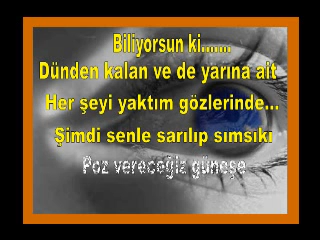 Biliyorsun ki.......
Dünden kalan ve de yarına ait
Her şeyi yaktım gözlerinde...
Şimdi senle sarılıp sımsıkı
Poz vereceğiz güneşe